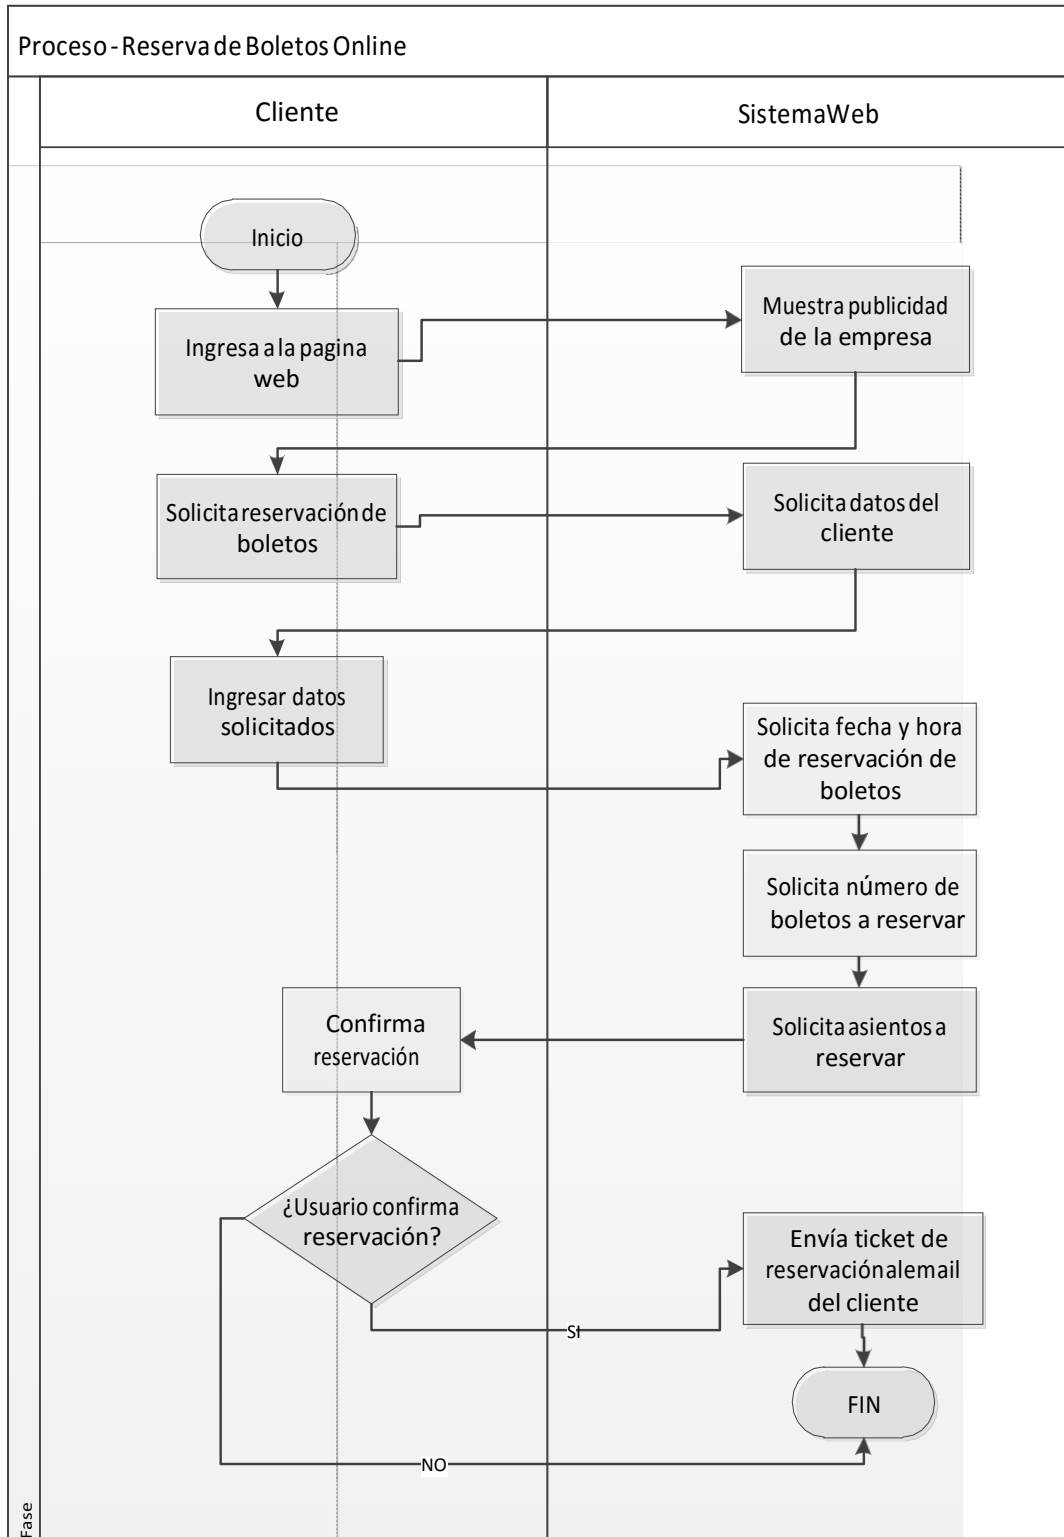 Proceso - Reserva de Boletos Online
Cliente
SistemaWeb
Inicio
Muestra publicidad
de la empresa
Ingresa a la pagina
web
Solicita reservación de
boletos
Solicita datos del
cliente
Ingresar datos
solicitados
Solicita fecha y hora
de reservación de
boletos
Solicita número de
boletos a reservar
Solicita asientos a
reservar
Confirma
reservación
¿Usuario confirma
reservación?
Envía ticket de
reservación al email
del cliente
SI
FIN
NO
Fase